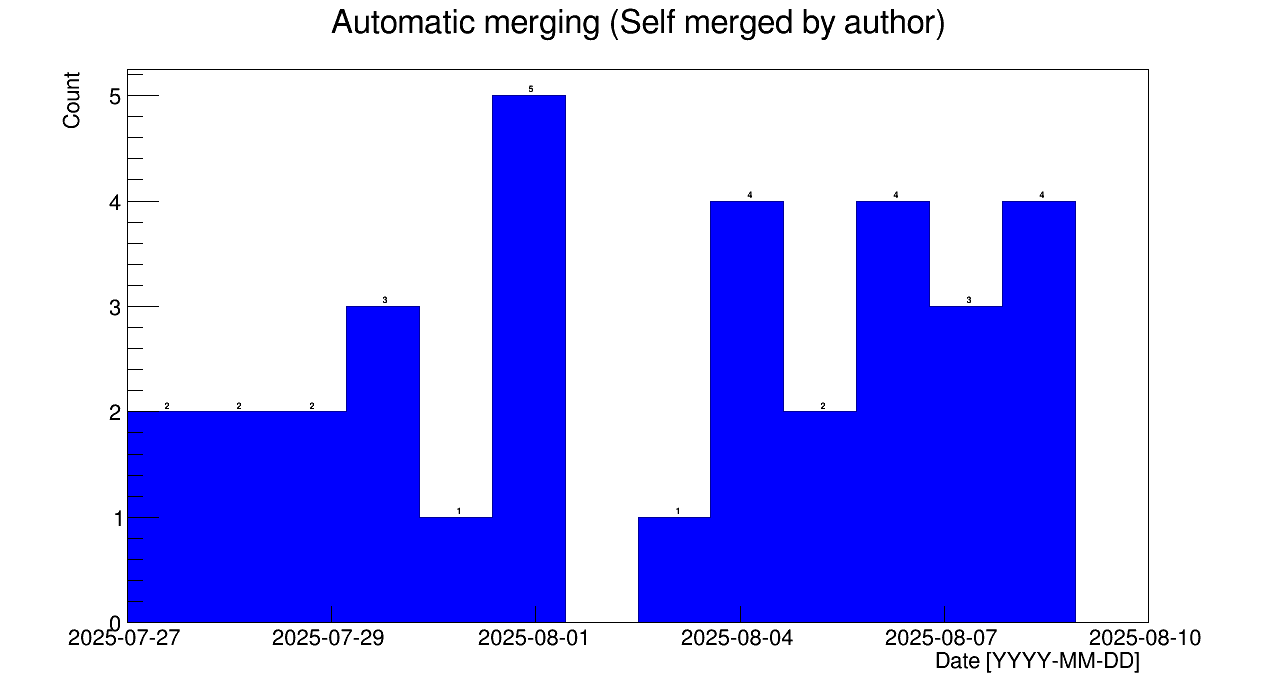 Automatic merging (Self merged by author)
Count
5
4
3
2
1
0
2 2 2 3 1 5 1 4 2 4 3 4
2025-07-27 2025-07-29 2025-08-01 2025-08-04 2025-08-07 2025-08-10
Date [YYYY-MM-DD]